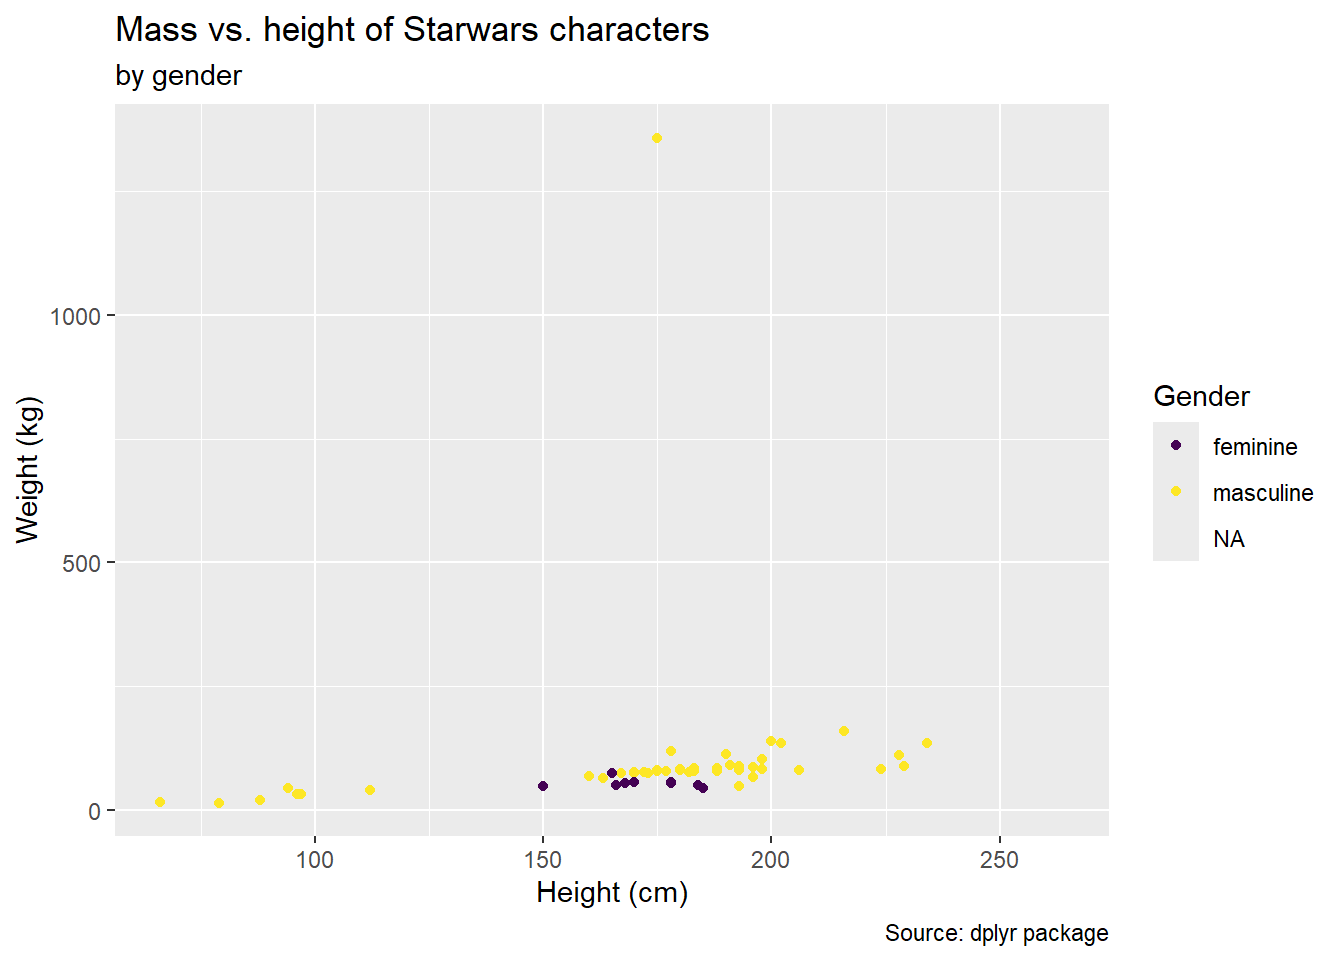 Mass vs. height of Starwars characters
by gender
Weight (kg)
1000
500
0
100
150
200
250
Height (cm)
Gender
feminine
masculine
NA
Source: dplyr package